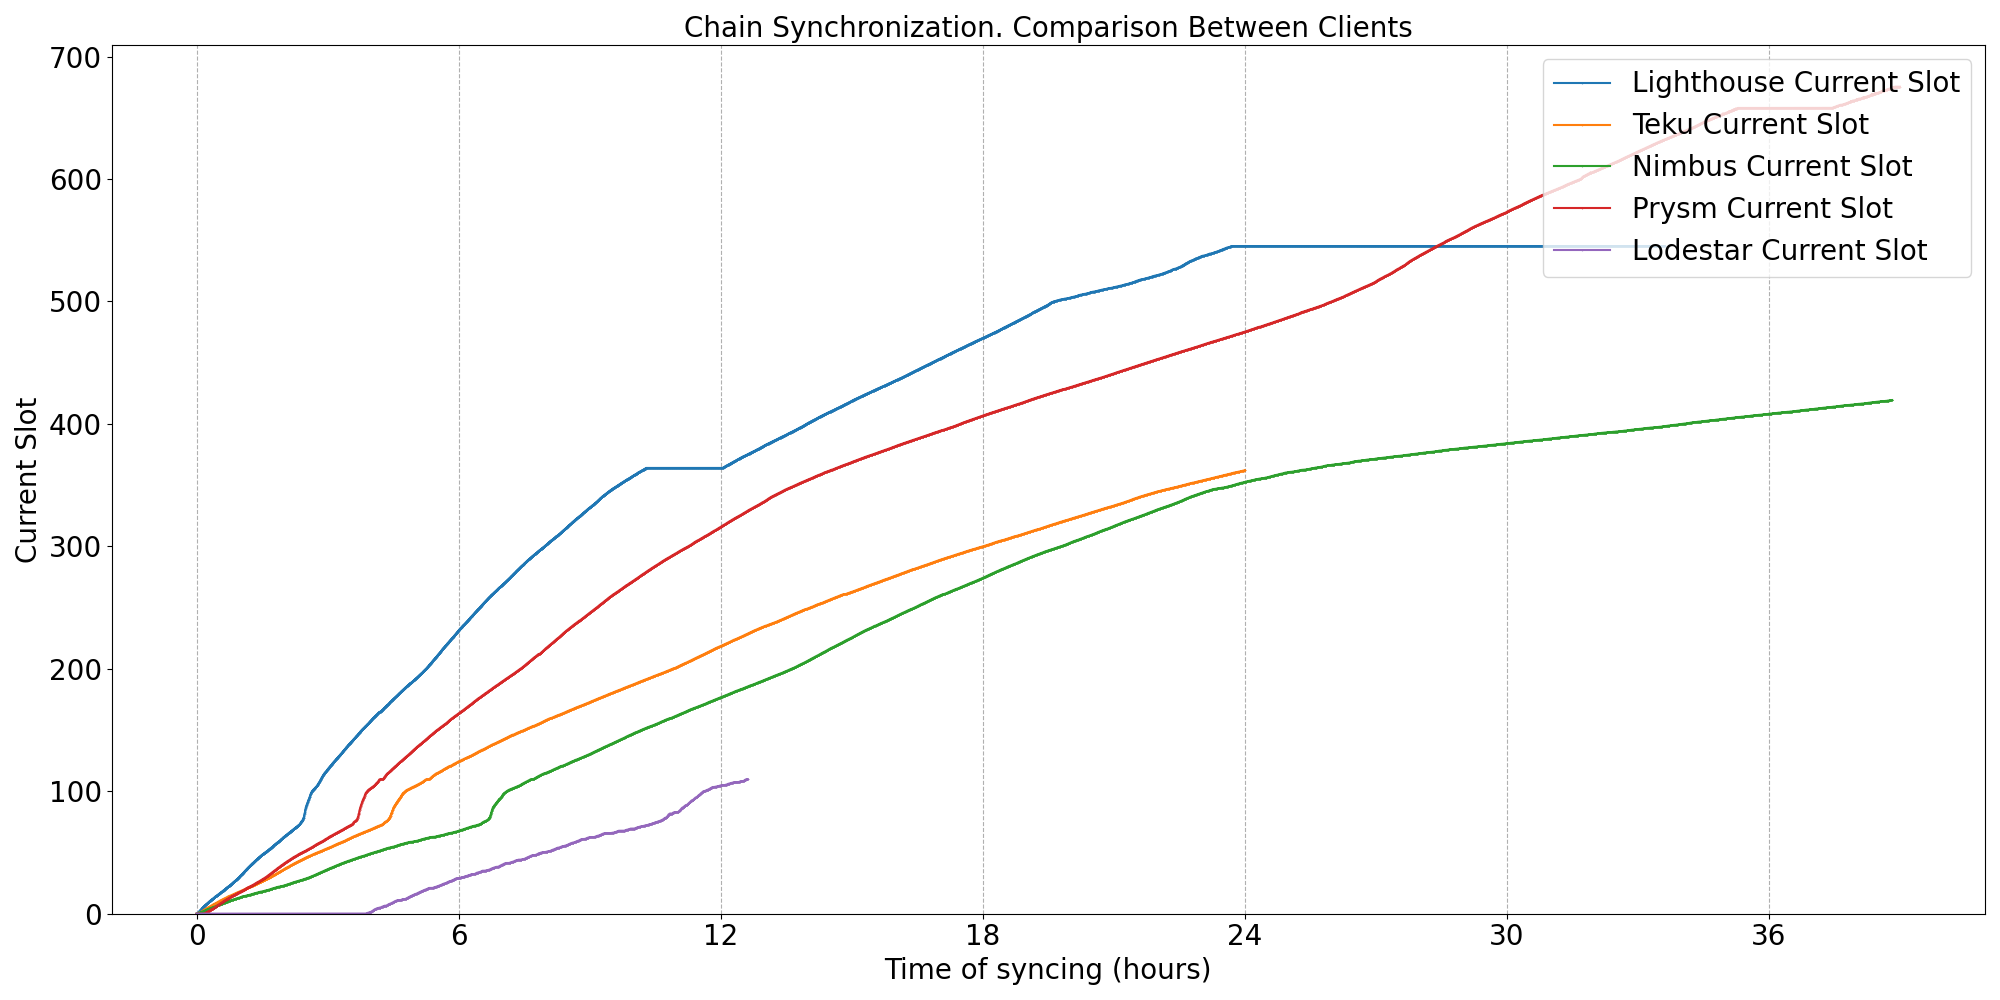 Chain Synchronization. Comparison Between Clients
700
600
500
400
300
200
100
0
Current Slot
Lighthouse Current Slot
Teku Current Slot
Nimbus Current Slot
Prysm Current Slot
Lodestar Current Slot
0 6 12 18 24 30 36
Time of syncing (hours)